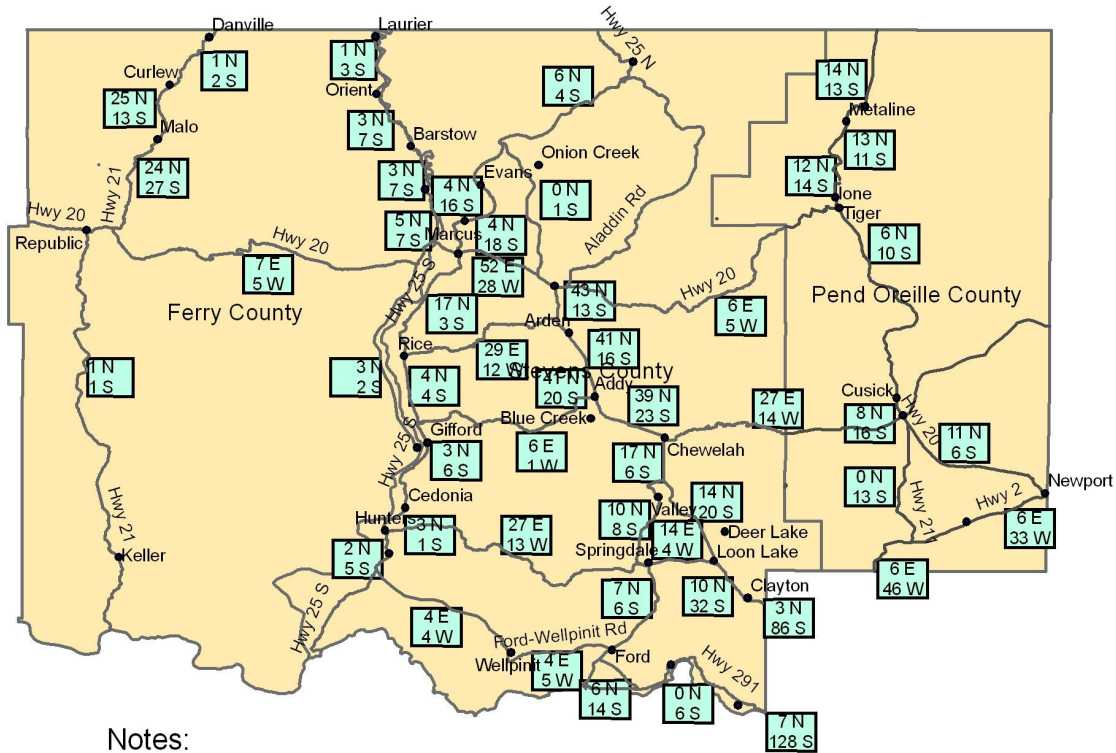 Danville
Laurier
Hwy 25 N
1 N
2 S
1 N
3 S
Curlew
Orient
6 N
4 S
14 N
13 S
25 N
13 S
Metaline
Malo
3 N
7 S
Barstow
13 N
11 S
24 N
27 S
Onion Creek
Evans
3 N
7 S
4 N
16 S
0 N
1 S
12 N
14 S
Ione
Tiger
Hwy 21
Hwy 20
Republic
5 N
7 S
Marcus
4 N
18 S
Aladdin Rd
6 N
10 S
Hwy 20
7 E
5 W
Hwy 25 S
52 E
28 W
Hwy 20
Ferry County
Pend Oreille County
17 N
3 S
43 N
13 S
6 E
5 W
Arden
Rice
29 E
12 W
41 N
16 S
Stevens County
1 N
1 S
3 N
2 S
4 N
4 S
41 N
20 S
Addy
39 N
23 S
27 E
14 W
Cusick
8 N
16 S
Hwy 20
Blue Creek
Gifford
Hwy 25 S
3 N
6 S
6 E
1 W
Chewelah
17 N
6 S
11 N
6 S
0 N
13 S
Newport
Hwy 2
Hwy 211
6 E
33 W
Cedonia
Hunters
3 N
1 S
27 E
13 W
10 N
8 S
Valley
14 N
20 S
14 E
4 W
Deer Lake
Keller
2 N
5 S
Springdale
Loon Lake
6 E
46 W
Hwy 21
Hwy 25 S
7 N
6 S
10 N
32 S
Clayton
3 N
86 S
4 E
4 W
Ford-Wellpinit Rd
Wellpinit
Ford
4 E
5 W
6 N
14 S
0 N
6 S
Hwy 291
7 N
128 S
Notes: